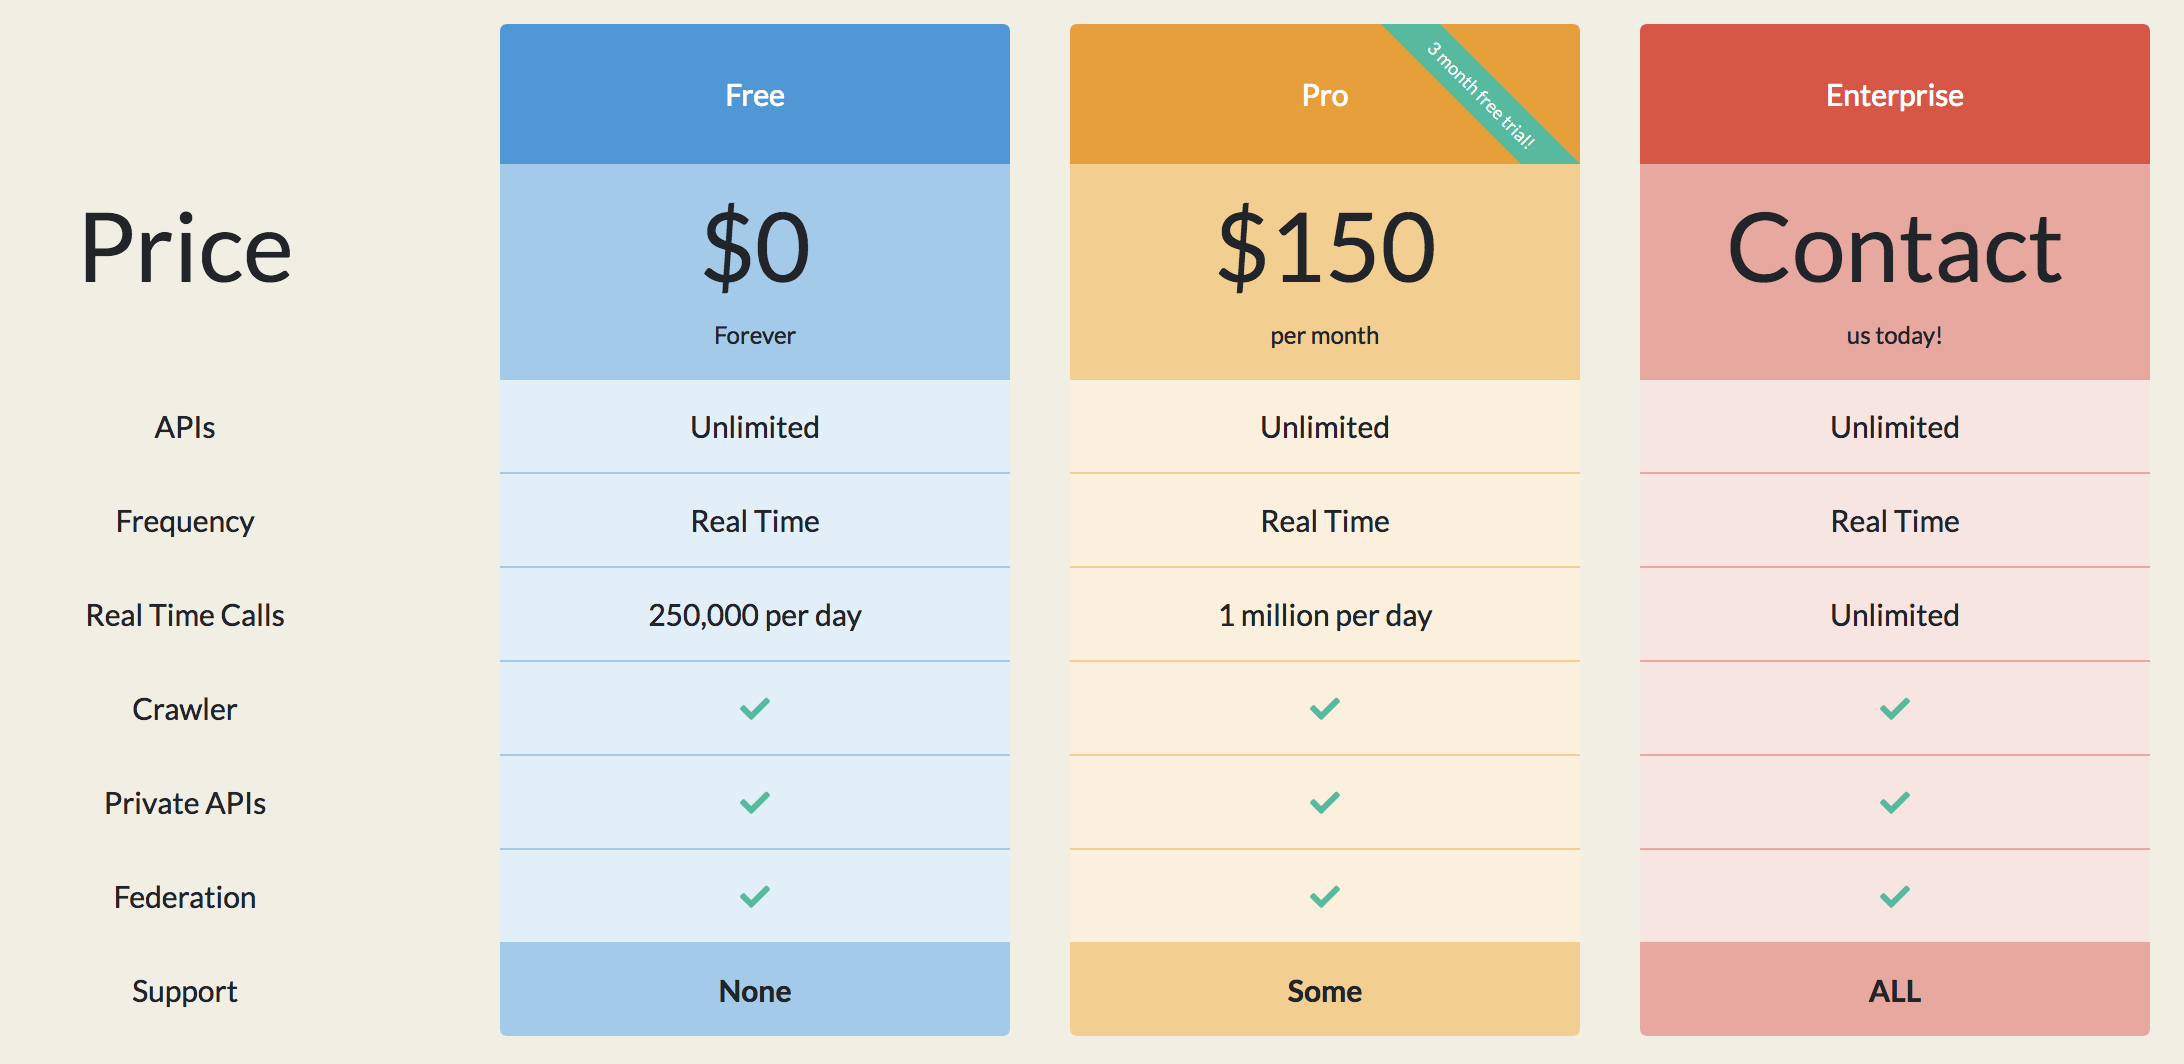 Free
Pro
3 month free trial!
Enterprise
Price
$0
$150
Contact
Forever
per month
us today!
APIs
Unlimited
Unlimited
Unlimited
Frequency
Real Time
Real Time
Real Time
Real Time Calls
250,000 per day
1 million per day
Unlimited
Crawler
Private APIs
Federation
Support
None
Some
ALL